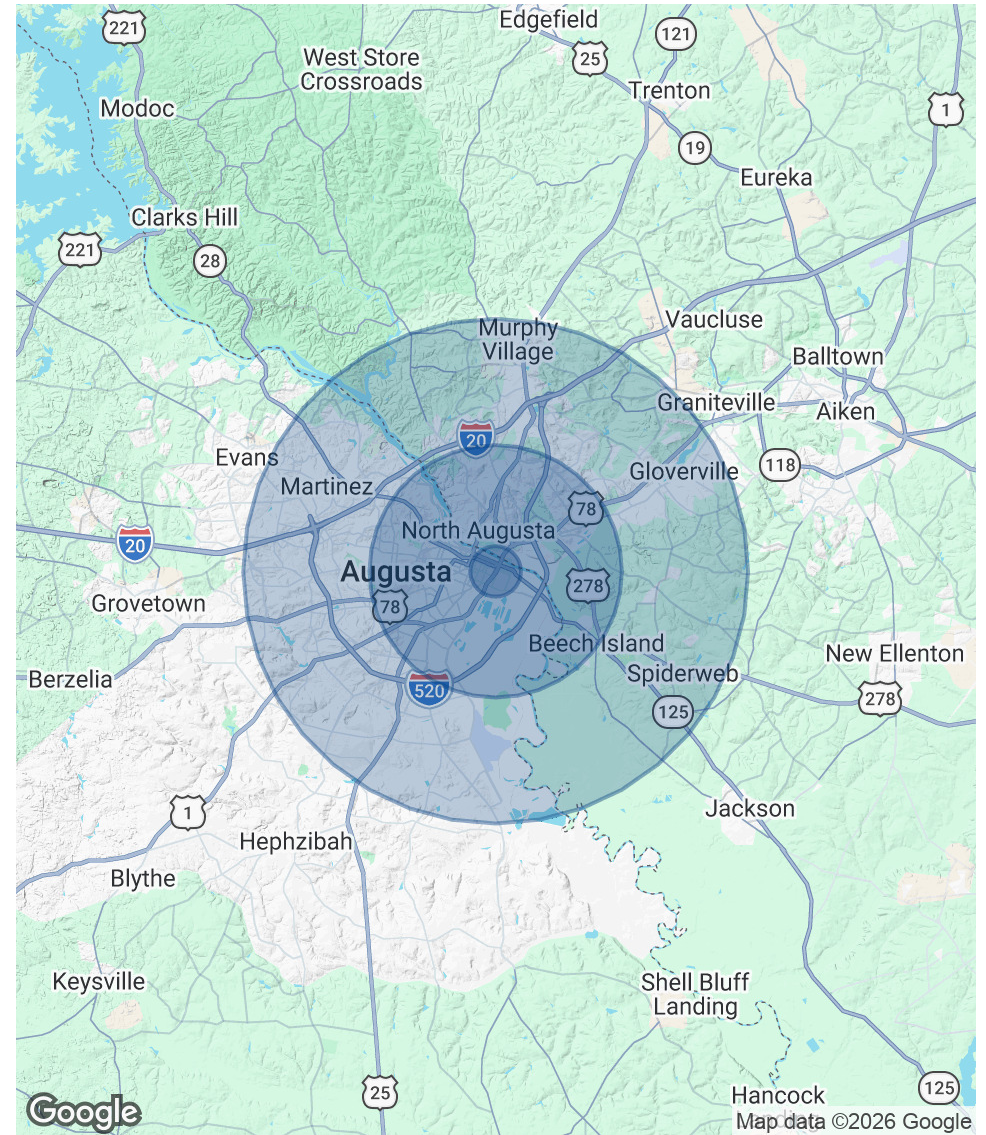 221
Edgefield
121
25
West Store
Crossroads
Trenton
Modoc
1
19
Eureka
Clarks Hill
221
28
Murphy
Village
Vaucluse
Balltown
Graniteville
Aiken
20
Evans
Martinez
Gloverville
118
78
North Augusta
20
Augusta
278
Grovetown
78
Beech Island
New Ellenton
Berzelia
Spiderweb
520
278
125
1
Jackson
Hephzibah
Blythe
Keysville
Shell Bluff
Landing
25
125
Hancock
Landing
Google
Map data ©2026 Google